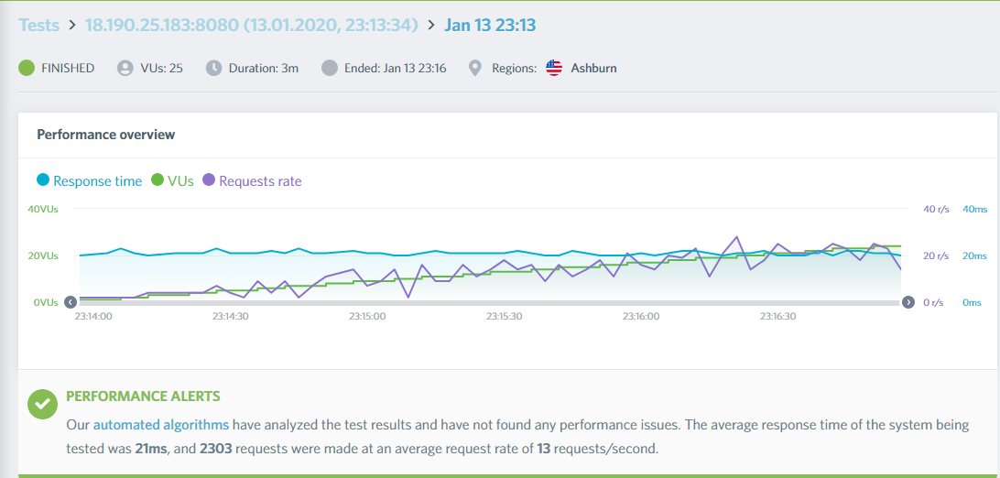 Tests > 18.190.25.183:8080 (13.01.2020, 23:13:34) > Jan 13 23:13
FINISHED VUs: 25 Duration: 3m Ended: Jan 13 23:16 Regions: Ashburn
Performance overview
Response time VUs Requests rate
40VUs 40 r/s 40ms
20VUs 20 r/s 20ms
0VUs 0 r/s 0ms
23:14:00 23:14:30 23:15:00 23:15:30 23:16:00 23:16:30
PERFORMANCE ALERTS
Our automated algorithms have analyzed the test results and have not found any performance issues. The average response time of the system being
tested was 21ms, and 2303 requests were made at an average request rate of 13 requests/second.